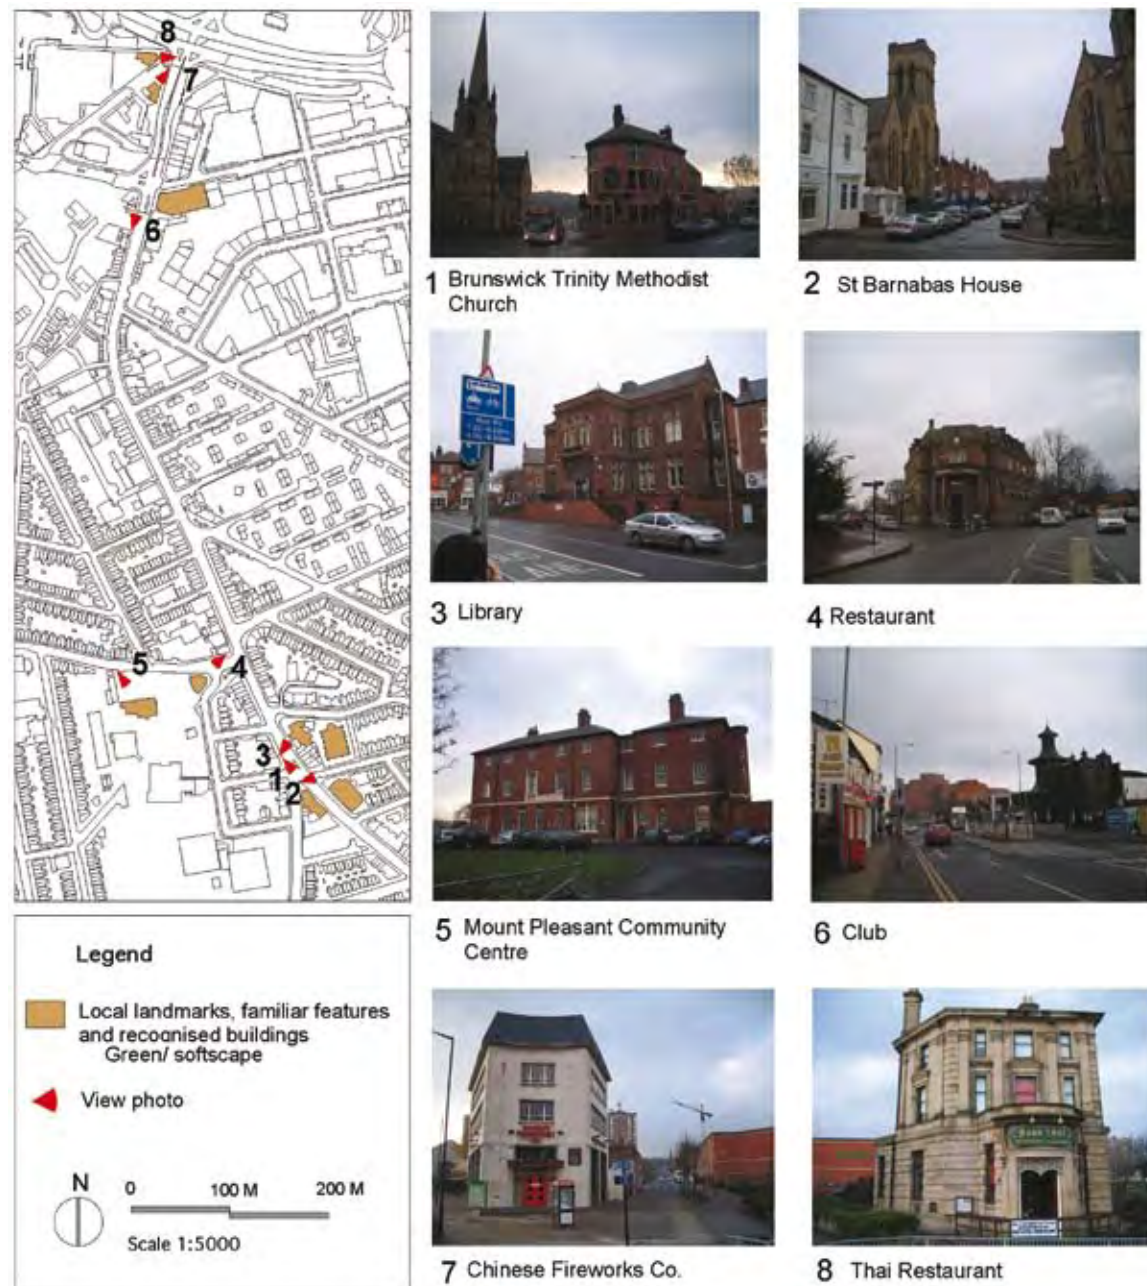 8
7
6
5
4
3
1
2
1 Brunswick Trinity Methodist
Church
2 St Barnabas House
3 Library
4 Restaurant
5 Mount Pleasant Community
Centre
6 Club
7 Chinese Fireworks Co.
8 Thai Restaurant
Legend
Local landmarks, familiar features
and recognised buildings
Green/ softscape
View photo
N
0 100 M 200 M
Scale 1:5000